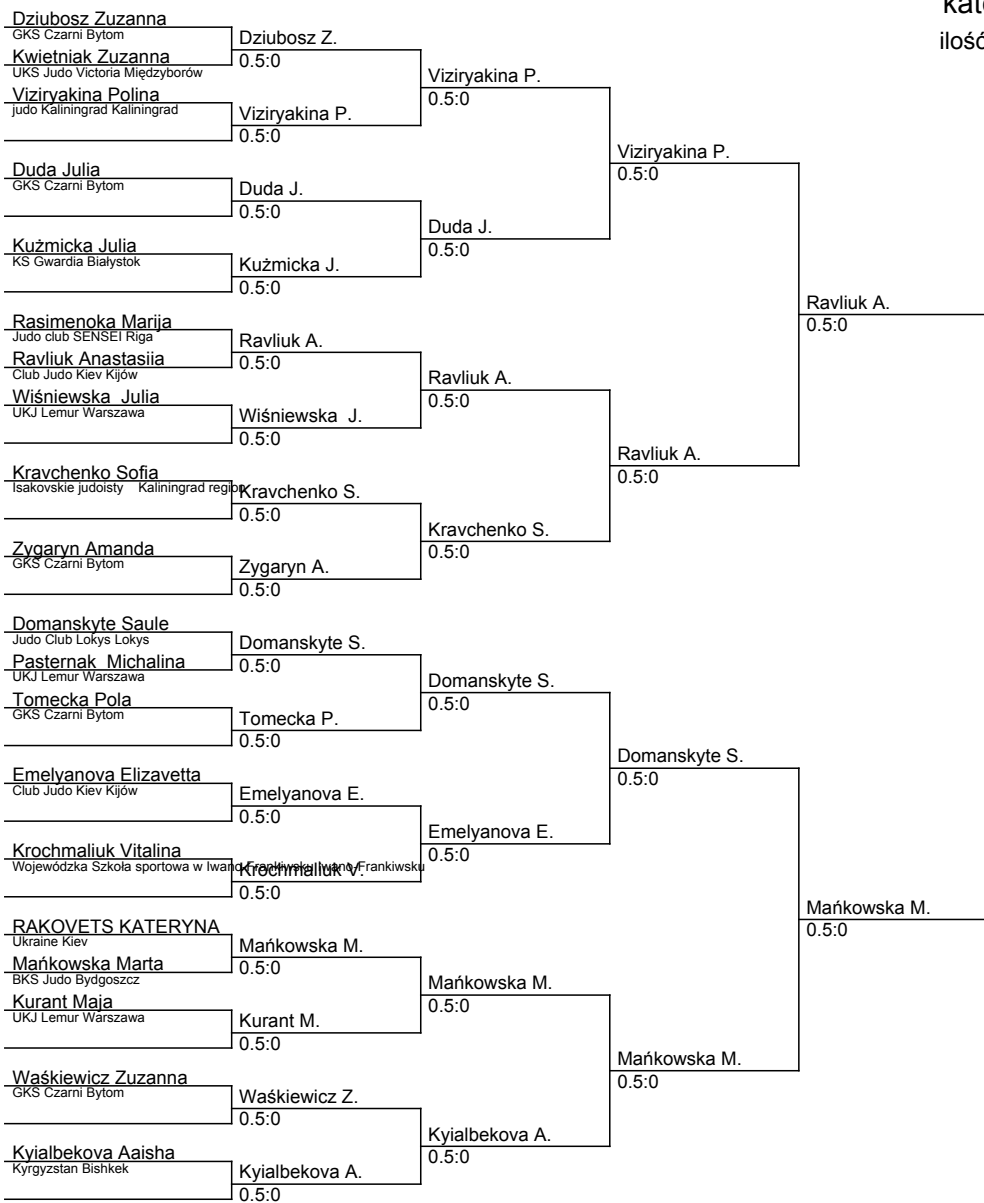 kat
ilość
Dziubosz Zuzanna
GKS Czarni Bytom
Kwietniak Zuzanna
UKS Judo Victoria Międzyborów
Viziryakina Polina
judo Kaliningrad Kaliningrad
Duda Julia
GKS Czarni Bytom
Kużmicka Julia
KS Gwardia Białystok
Rasimenoka Marija
Judo club SENSEI Riga
Ravliuk Anastasiia
Club Judo Kiev Kijów
Wiśniewska  Julia
UKJ Lemur Warszawa
Kravchenko Sofia
Isakovskie judoisty    Kaliningrad region
Zygaryn Amanda
GKS Czarni Bytom
Domanskyte Saule
Judo Club Lokys Lokys
Pasternak  Michalina
UKJ Lemur Warszawa
Tomecka Pola
GKS Czarni Bytom
Emelyanova Elizavetta
Club Judo Kiev Kijów
Krochmaliuk Vitalina
Wojewódzka Szkoła sportowa w Iwano-Frankiwsku Iwano-Frankiwsku
RAKOVETS KATERYNA
Ukraine Kiev
Mańkowska Marta
BKS Judo Bydgoszcz
Kurant Maja
UKJ Lemur Warszawa
Waśkiewicz Zuzanna
GKS Czarni Bytom
Kyialbekova Aaisha
Kyrgyzstan Bishkek
Dziubosz Z.
0.5:0
Viziryakina P.
0.5:0
Duda J.
0.5:0
Kużmicka J.
0.5:0
Ravliuk A.
0.5:0
Wiśniewska  J.
0.5:0
Kravchenko S.
0.5:0
Zygaryn A.
0.5:0
Domanskyte S.
0.5:0
Tomecka P.
0.5:0
Emelyanova E.
0.5:0
Krochmaliuk V.
0.5:0
Mańkowska M.
0.5:0
Kurant M.
0.5:0
Waśkiewicz Z.
0.5:0
Kyialbekova A.
0.5:0
Viziryakina P.
0.5:0
Duda J.
0.5:0
Ravliuk A.
0.5:0
Kravchenko S.
0.5:0
Domanskyte S.
0.5:0
Emelyanova E.
0.5:0
Mańkowska M.
0.5:0
Kyialbekova A.
0.5:0
Viziryakina P.
0.5:0
Ravliuk A.
0.5:0
Domanskyte S.
0.5:0
Mańkowska M.
0.5:0
Ravliuk A.
0.5:0
Mańkowska M.
0.5:0